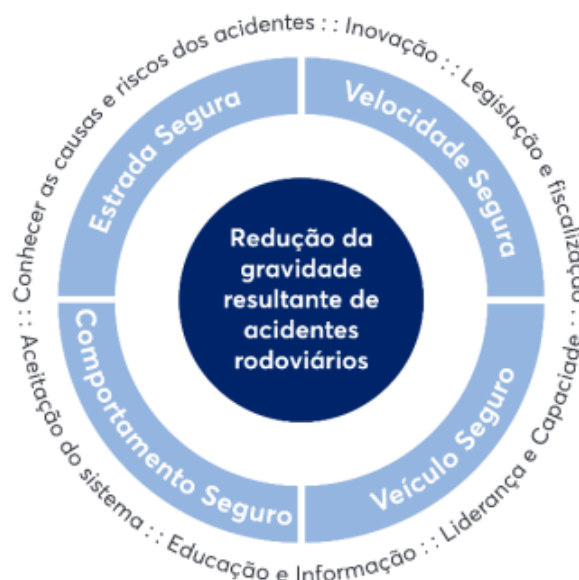 Conhecer as causas e riscos dos acidentes : : Inovação : : Legislação e fiscalização : : Liderança e Capaciade : : Educação e Informação : : Aceitação do sistema : :
Estrada Segura
Velocidade Segura
Veículo Seguro
Comportamento Seguro
Redução da
gravidade
resultante de
acidentes
rodoviários